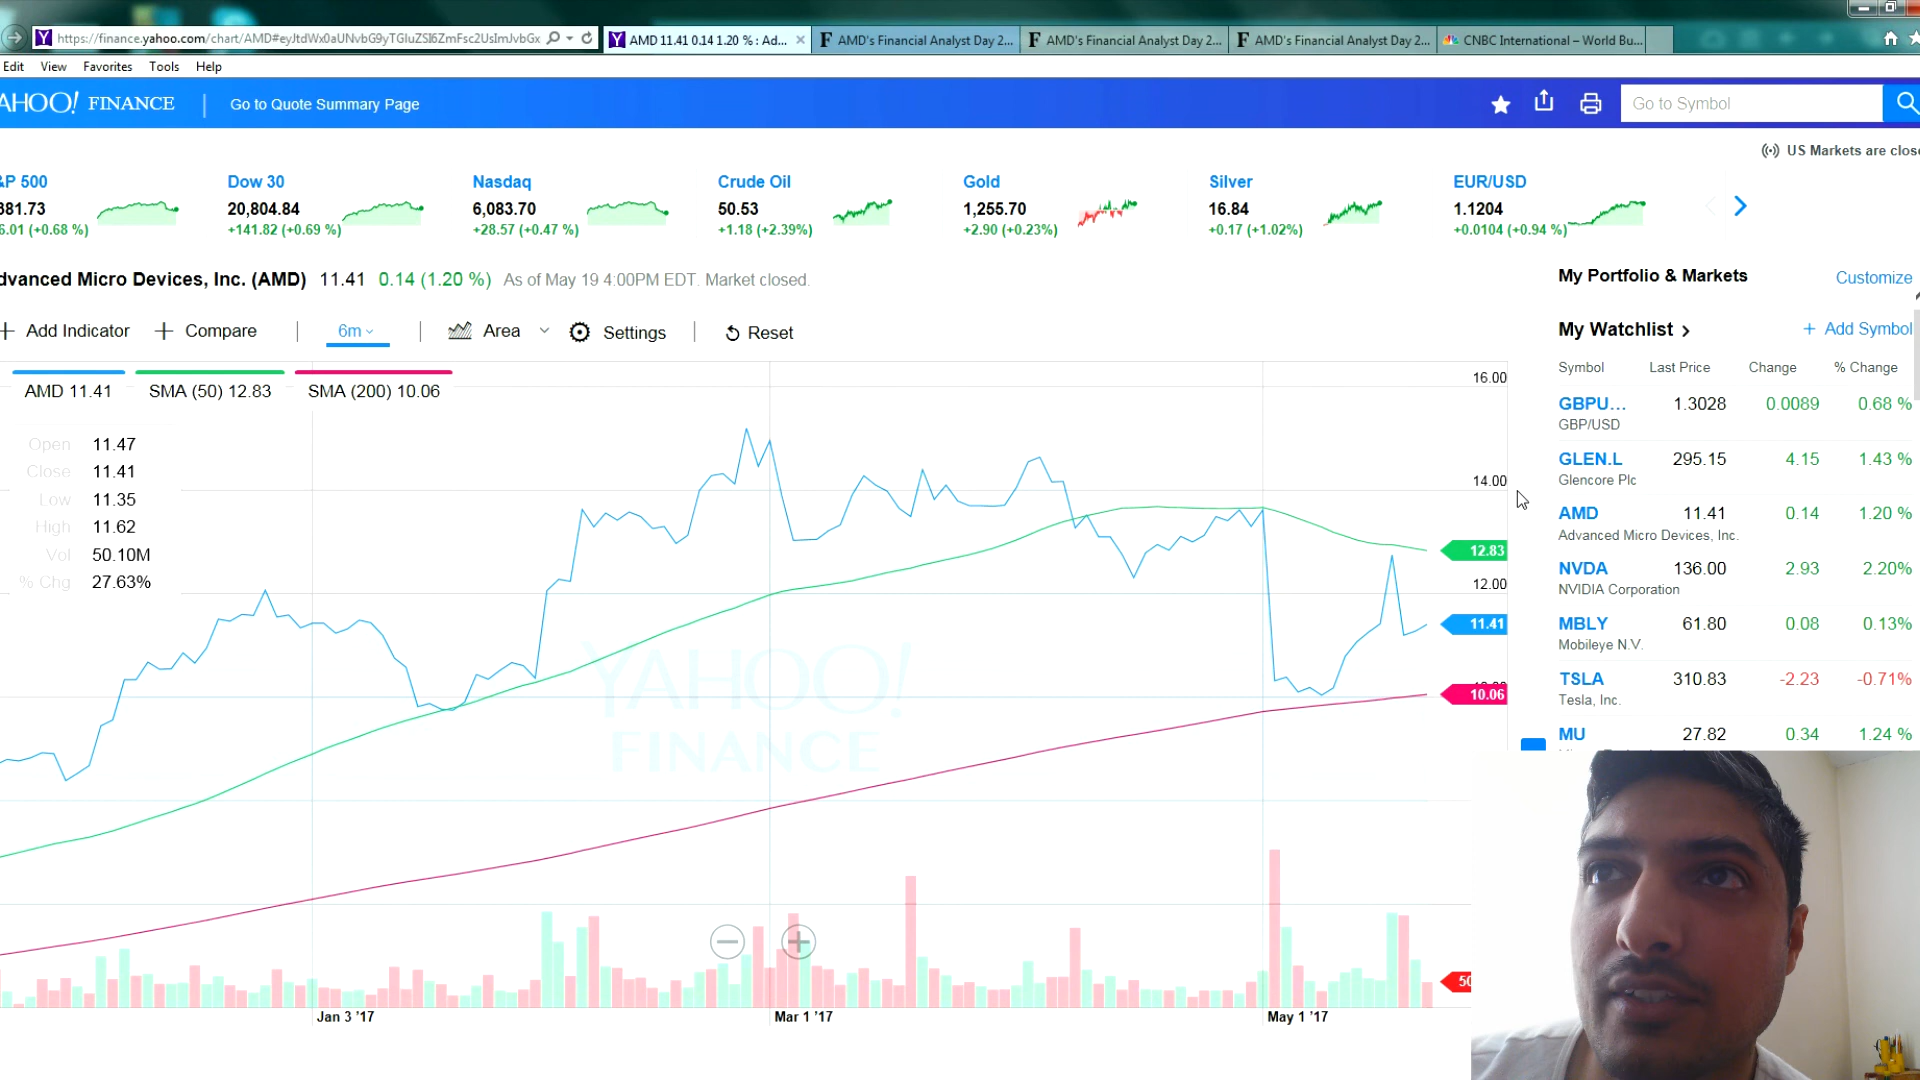 https://finance.yahoo.com/chart/AMD#eyJtdWx0aUNvbG9yTGluZSI6ZmFsc2UsImJvbGx
AMD 11.41 0.14 1.20 % : Ad...
AMD's Financial Analyst Day 2...
AMD's Financial Analyst Day 2...
AMD's Financial Analyst Day 2...
CNBC International – World Bu...
Edit View Favorites Tools Help
AHOO! FINANCE
Go to Quote Summary Page
Go to Symbol
US Markets are close
&P 500 Dow 30 Nasdaq Crude Oil Gold Silver EUR/USD
381.73 20,804.84 6,083.70 50.53 1,255.70 16.84 1.1204
6.01 (+0.68 %) +141.82 (+0.69 %) +28.57 (+0.47 %) +1.18 (+2.39%) +2.90 (+0.23%) +0.17 (+1.02%) +0.0104 (+0.94 %)
dvanced Micro Devices, Inc. (AMD) 11.41 0.14 (1.20 %) As of May 19 4:00PM EDT. Market closed.
Add Indicator Compare 6m Area Settings Reset
AMD 11.41 SMA (50) 12.83 SMA (200) 10.06
Open 11.47
Close 11.41
Low 11.35
High 11.62
Vol 50.10M
% Chg 27.63%
16.00
14.00
12.83
12.00
11.41
10.06
50
YAHOO!
FINANCE
Jan 3 '17 Mar 1 '17 May 1 '17
My Portfolio & Markets Customize
My Watchlist + Add Symbol
Symbol Last Price Change % Change
GBPU... 1.3028 0.0089 0.68 %
GBP/USD
GLEN.L 295.15 4.15 1.43 %
Glencore Plc
AMD 11.41 0.14 1.20 %
Advanced Micro Devices, Inc.
NVDA 136.00 2.93 2.20%
NVIDIA Corporation
MBLY 61.80 0.08 0.13%
Mobileye N.V.
TSLA 310.83 -2.23 -0.71%
Tesla, Inc.
MU 27.82 0.34 1.24 %